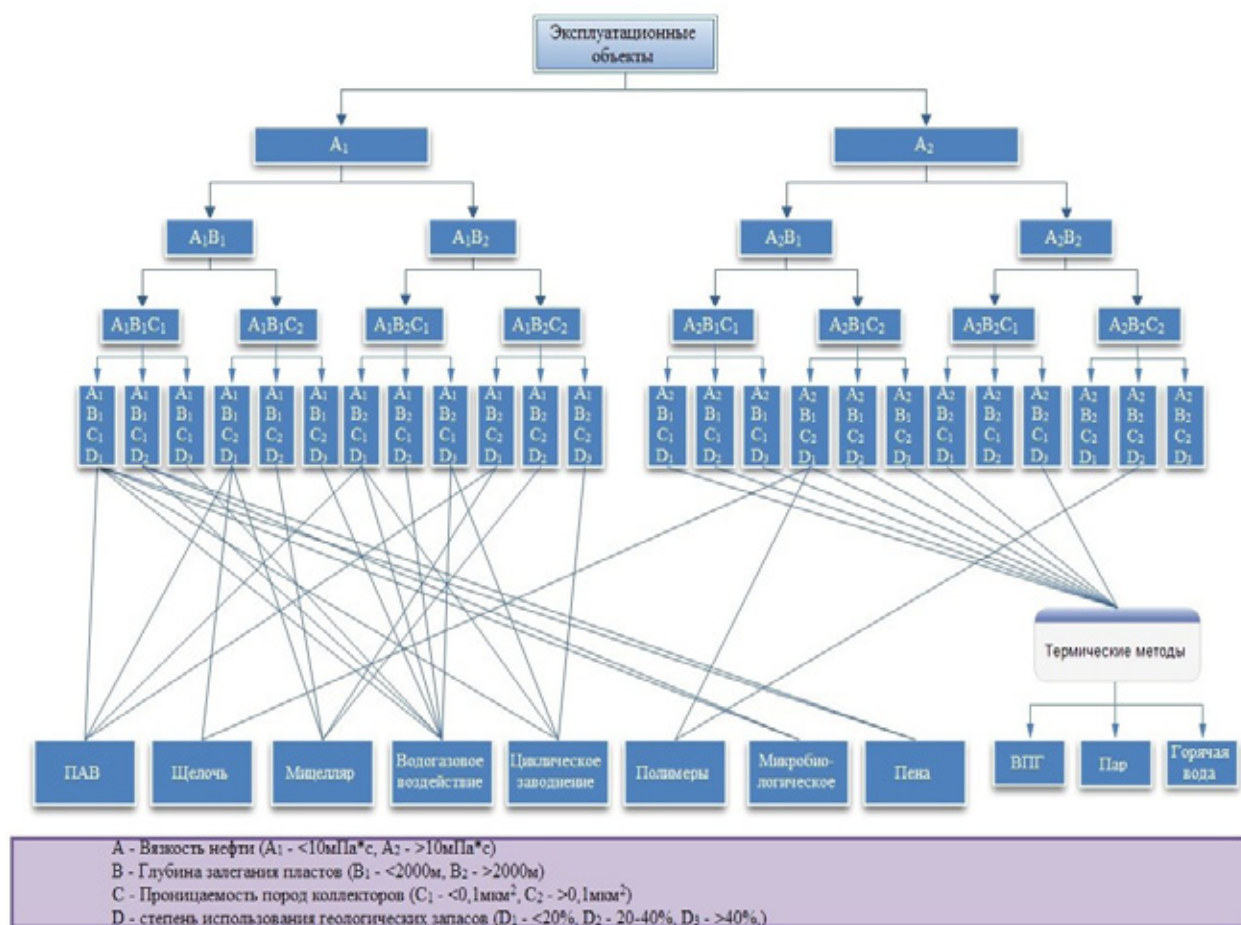 Эксплуатационные
объекты
A₁
A₂
A₁B₁
A₁B₂
A₂B₁
A₂B₂
A₁B₁C₁
A₁B₁C₂
A₁B₂C₁
A₁B₂C₂
A₂B₁C₁
A₂B₁C₂
A₂B₂C₁
A₂B₂C₂
A₁ A₁ A₁ A₁ A₁ A₁ A₁ A₁ A₁ A₁ A₁ A₁ A₂ A₂ A₂ A₂ A₂ A₂ A₂ A₂ A₂ A₂ A₂ A₂
B₁ B₁ B₁ B₁ B₁ B₁ B₂ B₂ B₂ B₂ B₂ B₂ B₁ B₁ B₁ B₁ B₁ B₁ B₂ B₂ B₂ B₂ B₂ B₂
C₁ C₁ C₁ C₂ C₂ C₂ C₁ C₁ C₁ C₂ C₂ C₂ C₁ C₁ C₁ C₂ C₂ C₂ C₁ C₁ C₁ C₂ C₂ C₂
D₁ D₂ D₃ D₁ D₂ D₃ D₁ D₂ D₃ D₁ D₂ D₃ D₁ D₂ D₃ D₁ D₂ D₃ D₁ D₂ D₃ D₁ D₂ D₃
Термические методы
ПАВ
Щелочь
Мицелляр
Водогазовое
воздействие
Циклическое
заводнение
Полимеры
Микробио-
логическое
Пена
ВПГ
Пар
Горячая
вода
A - Вязкость нефти (A₁ - <10мПа*с, A₂ - >10мПа*с)
B - Глубина залегания пластов (B₁ - <2000м, B₂ - >2000м)
C - Проницаемость пород коллекторов (C₁ - <0,1мкм², C₂ - >0,1мкм²)
D - степень использования геологических запасов (D₁ - <20%, D₂ - 20-40%, D₃ - >40%,)